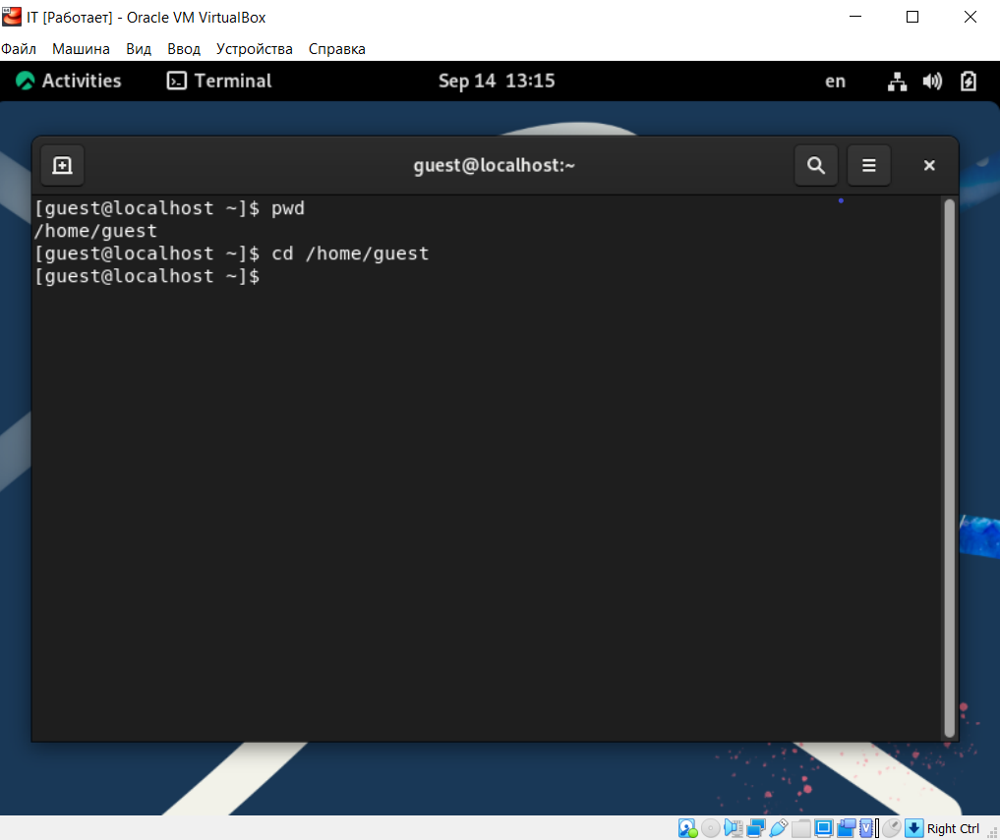 IT [Работает] - Oracle VM VirtualBox
Файл Машина Вид Ввод Устройства Справка
Activities Terminal Sep 14 13:15 en
guest@localhost:~
[guest@localhost ~]$ pwd
/home/guest
[guest@localhost ~]$ cd /home/guest
[guest@localhost ~]$
Right Ctrl